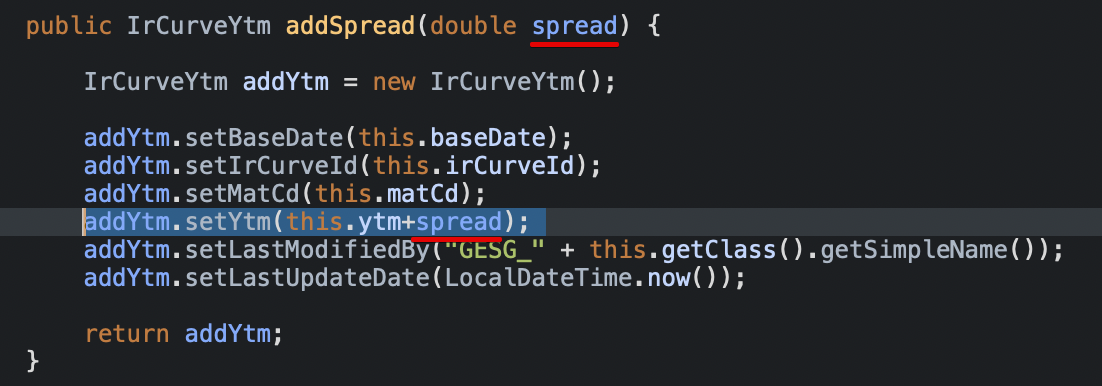 public IrCurveYtm addSpread(double spread) {
IrCurveYtm addYtm = new IrCurveYtm();
addYtm.setBaseDate(this.baseDate);
addYtm.setIrCurveId(this.irCurveId);
addYtm.setMatCd(this.matCd);
addYtm.setYtm(this.ytm+spread);
addYtm.setLastModifiedBy("GESG_" + this.getClass().getSimpleName());
addYtm.setLastUpdateDate(LocalDateTime.now());
return addYtm;
}